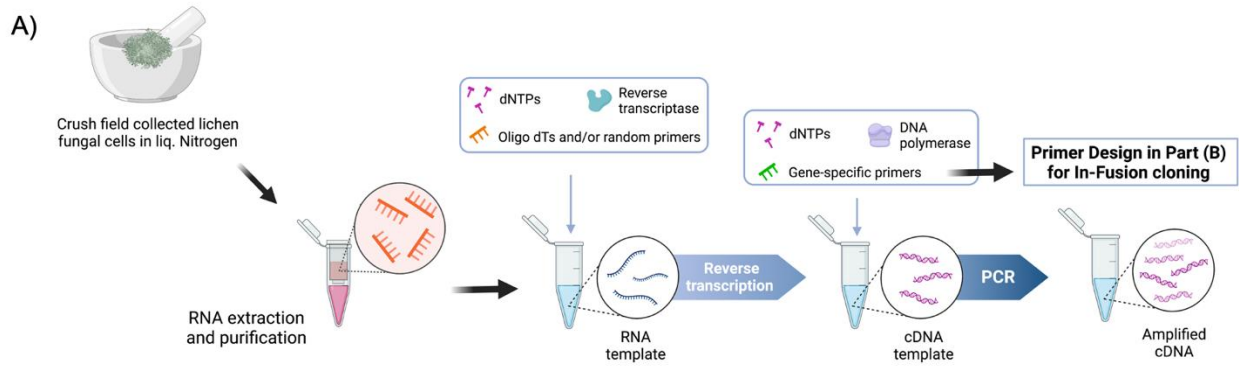 A)
Crush field collected lichen
fungal cells in liq. Nitrogen
RNA extraction
and purification
dNTPs
Reverse
transcriptase
Oligo dTs and/or random primers
RNA
template
Reverse
transcription
dNTPs
DNA
polymerase
Gene-specific primers
cDNA
template
PCR
Primer Design in Part (B)
for In-Fusion cloning
Amplified
cDNA